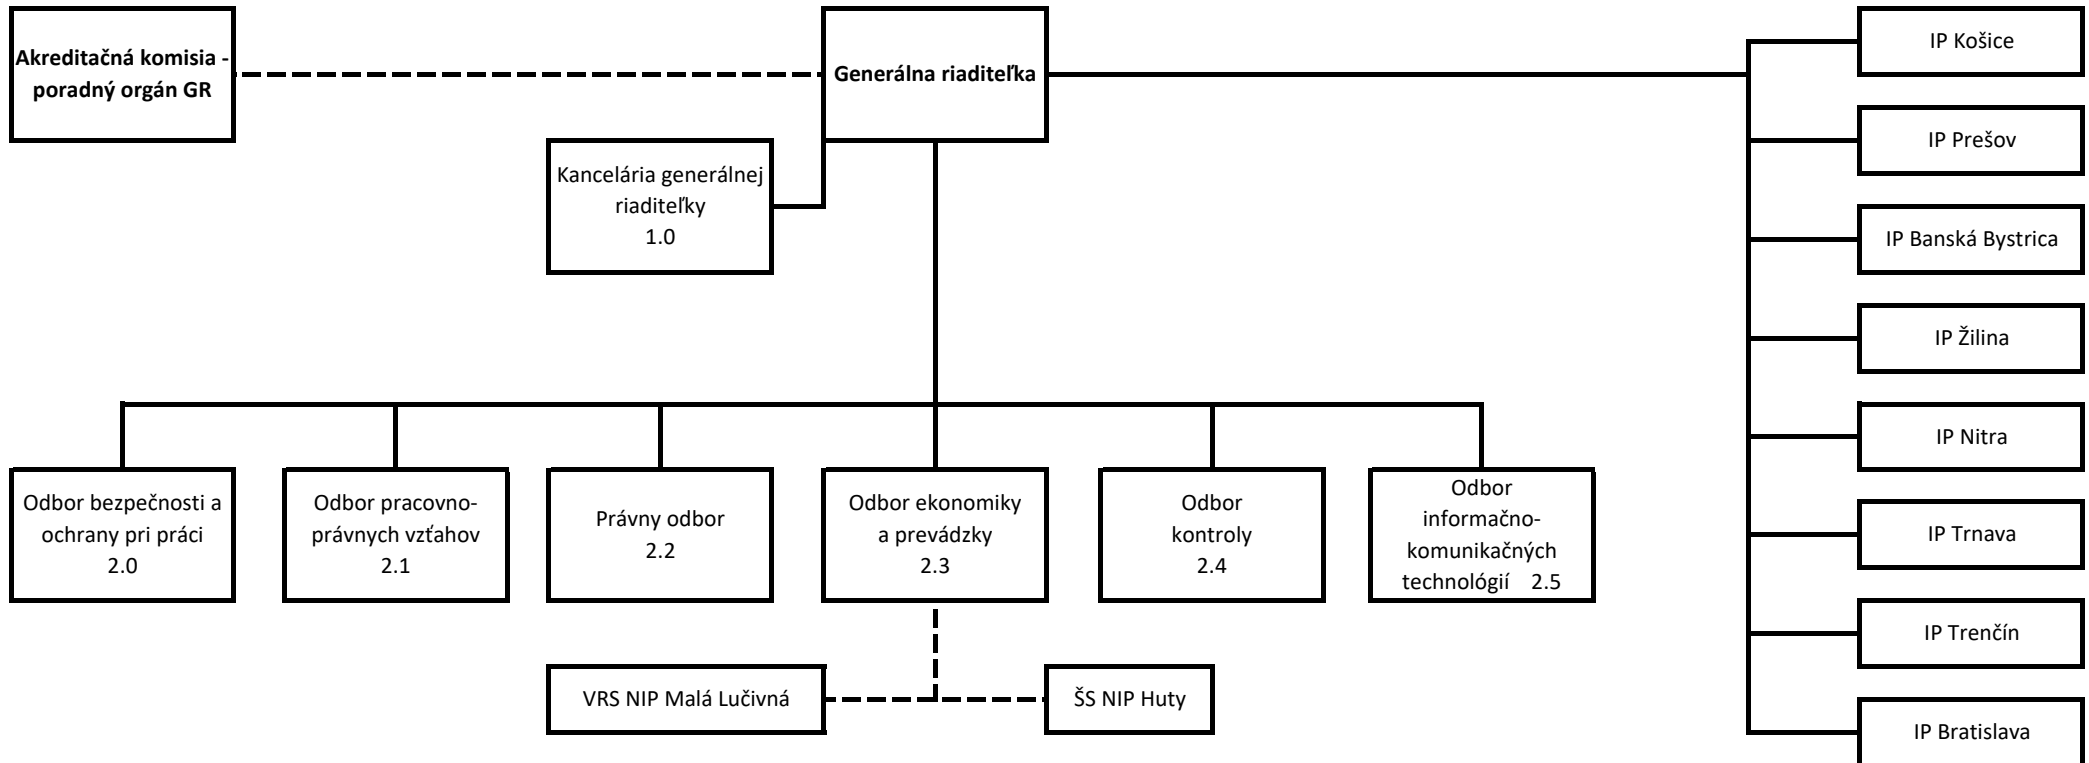 Akreditačná komisia -
poradný orgán GR
Generálna riaditeľka
IP Košice
IP Prešov
Kancelária generálnej
riaditeľky
1.0
IP Banská Bystrica
IP Žilina
IP Nitra
Odbor bezpečnosti a
ochrany pri práci
2.0
Odbor pracovno-
právnych vzťahov
2.1
Právny odbor
2.2
Odbor ekonomiky
a prevádzky
2.3
Odbor
kontroly
2.4
Odbor
informačno-
komunikačných
technológií 2.5
IP Trnava
IP Trenčín
VRS NIP Malá Lučivná
ŠS NIP Huty
IP Bratislava